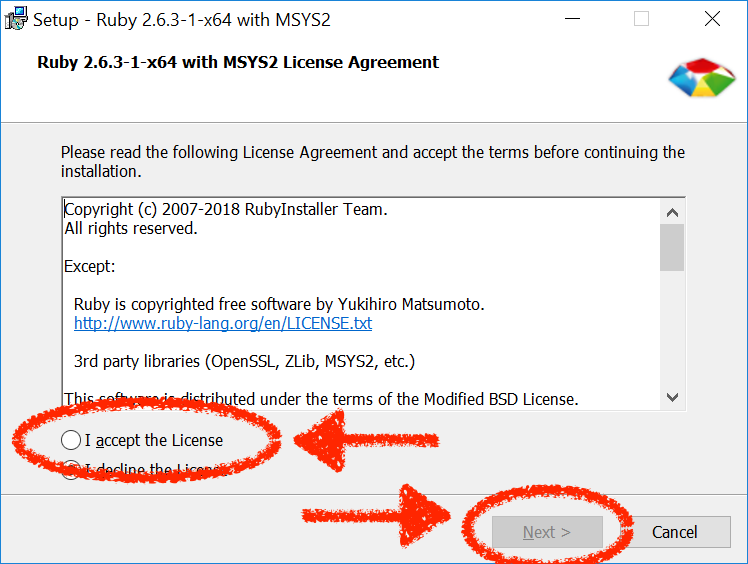 Setup - Ruby 2.6.3-1-x64 with MSYS2
Ruby 2.6.3-1-x64 with MSYS2 License Agreement
Please read the following License Agreement and accept the terms before continuing the
installation.
Copyright (c) 2007-2018 RubyInstaller Team.
All rights reserved.
Except:
Ruby is copyrighted free software by Yukihiro Matsumoto.
http://www.ruby-lang.org/en/LICENSE.txt
3rd party libraries (OpenSSL, ZLib, MSYS2, etc.)
This software is distributed under the terms of the Modified BSD License.
I accept the License
I decline the License
Next >
Cancel